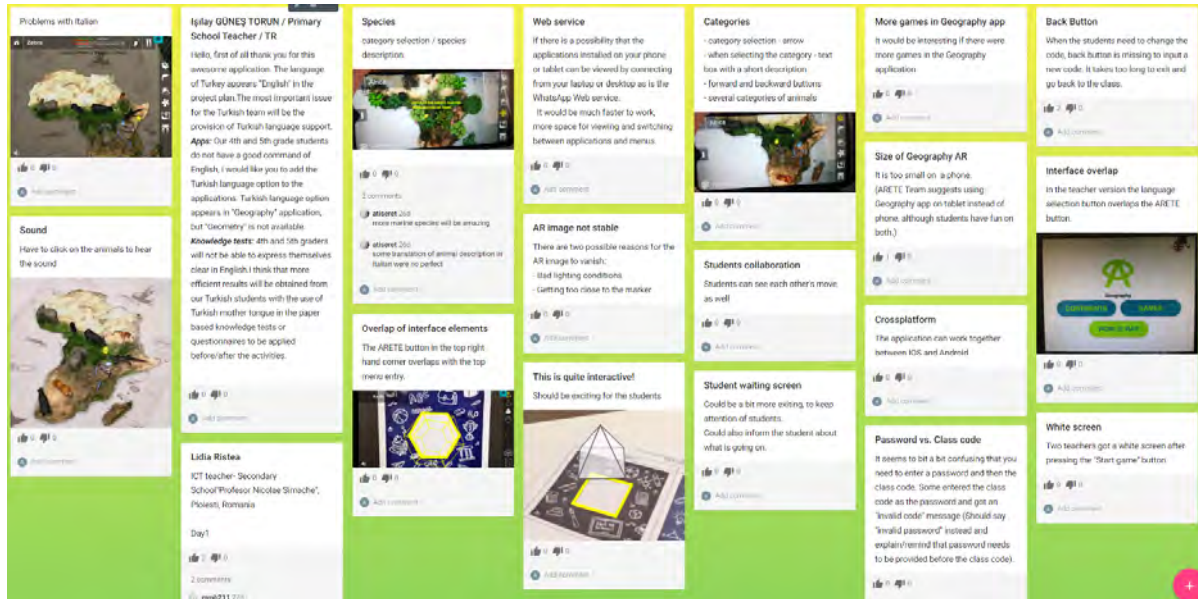 Problems with Italian
Add comment
Sound
Have to click on the animals to hear
the sound
Add comment
Işılay GÜNEŞ TORUN / Primary
School Teacher / TR
Hello, first of all thank you for this
awesome application. The language
of Turkey appears "English" in the
project plan.The most important issue
for the Turkish team will be the
provision of Turkish language support.
Apps: Our 4th and 5th grade students
do not have a good command of
English, I would like you to add the
Turkish language option to the
applications. Turkish language option
appears in "Geography" application,
but "Geometry" is not available.
Knowledge tests: 4th and 5th graders
will not be able to express themselves
clear in English.I think that more
efficient results will be obtained from
our Turkish students with the use of
Turkish mother tongue in the paper
based knowledge tests or
questionnaires to be applied
before/after the activities.
Add comment
Lidia Ristea
ICT teacher- Secondary
School"Profesor Nicolae Simache",
Ploiesti, Romania
Day1
2 comments
Species
category selection / species
description
2 comments
atiseret
more marine species will be amazing
atiseret
some translation of animal description in
Italian were no perfect
Add comment
Overlap of interface elements
The ARETE button in the top right
hand corner overlaps with the top
menu entry.
Add comment
Web service
If there is a possibility that the
applications installed on your phone
or tablet can be viewed by connecting
from your laptop or desktop as is the
WhatsApp Web service.
It would be much faster to work,
more space for viewing and switching
between applications and menus.
Add comment
AR image not stable
There are two possible reasons for the
AR image to vanish:
- Bad lighting conditions
- Getting too close to the marker
Add comment
This is quite interactive!
Should be exciting for the students
Add comment
Categories
- category selection - arrow
- when selecting the category - text
box with a short description
- forward and backward buttons
- several categories of animals
Add comment
Students collaboration
Students can see each other's move
as well
Add comment
Student waiting screen
Could be a bit more exiting, to keep
attention of students.
Could also inform the student about
what is going on.
Add comment
More games in Geography app
It would be interesting if there were
more games in the Geography
application
Add comment
Size of Geography AR
It is too small on a phone.
(ARETE Team suggests using
Geography app on tablet instead of
phone, although students have fun on
both.)
Add comment
Crossplatform
The application can work together
between IOS and Android
Add comment
Password vs. Class code
It seems to bit a bit confusing that you
need to enter a password and then the
class code. Some entered the class
code as the password and got an
"invalid code" message (Should say
"invalid password" instead and
explain/remind that password needs
to be provided before the class code).
Back Button
When the students need to change the
code, back button is missing to input a
new code. It takes too long to exit and
go back to the class.
Add comment
Interface overlap
In the teacher version the language
selection button overlaps the ARETE
button.
Geography
Add comment
White screen
Two teachers got a white screen after
pressing the "Start game" button
Add comment